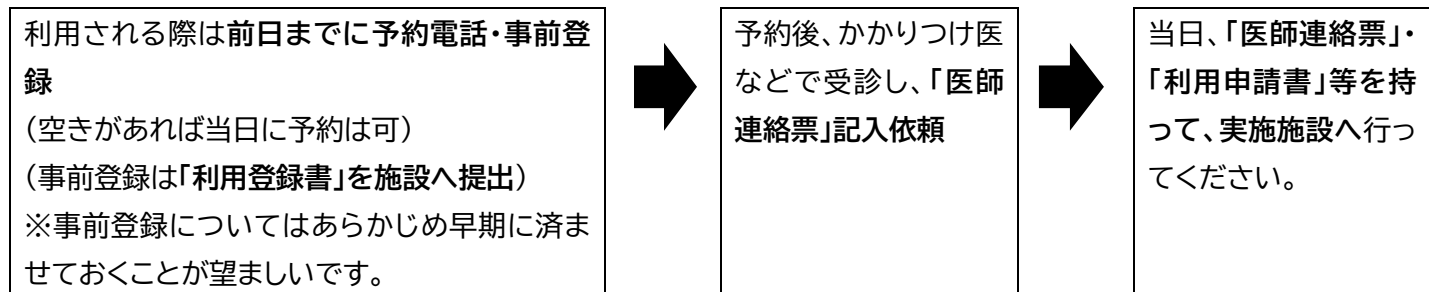 利用される際は前日までに予約電話・事前登
録
（空きがあれば当日に予約は可）
（事前登録は「利用登録書」を施設へ提出）
※事前登録についてはあらかじめ早期に済ま
せておくことが望ましいです。
予約後、かかりつけ医
などで受診し、「医師
連絡票」記入依頼
当日、「医師連絡票」・
「利用申請書」等を持
って、実施施設へ行っ
てください。